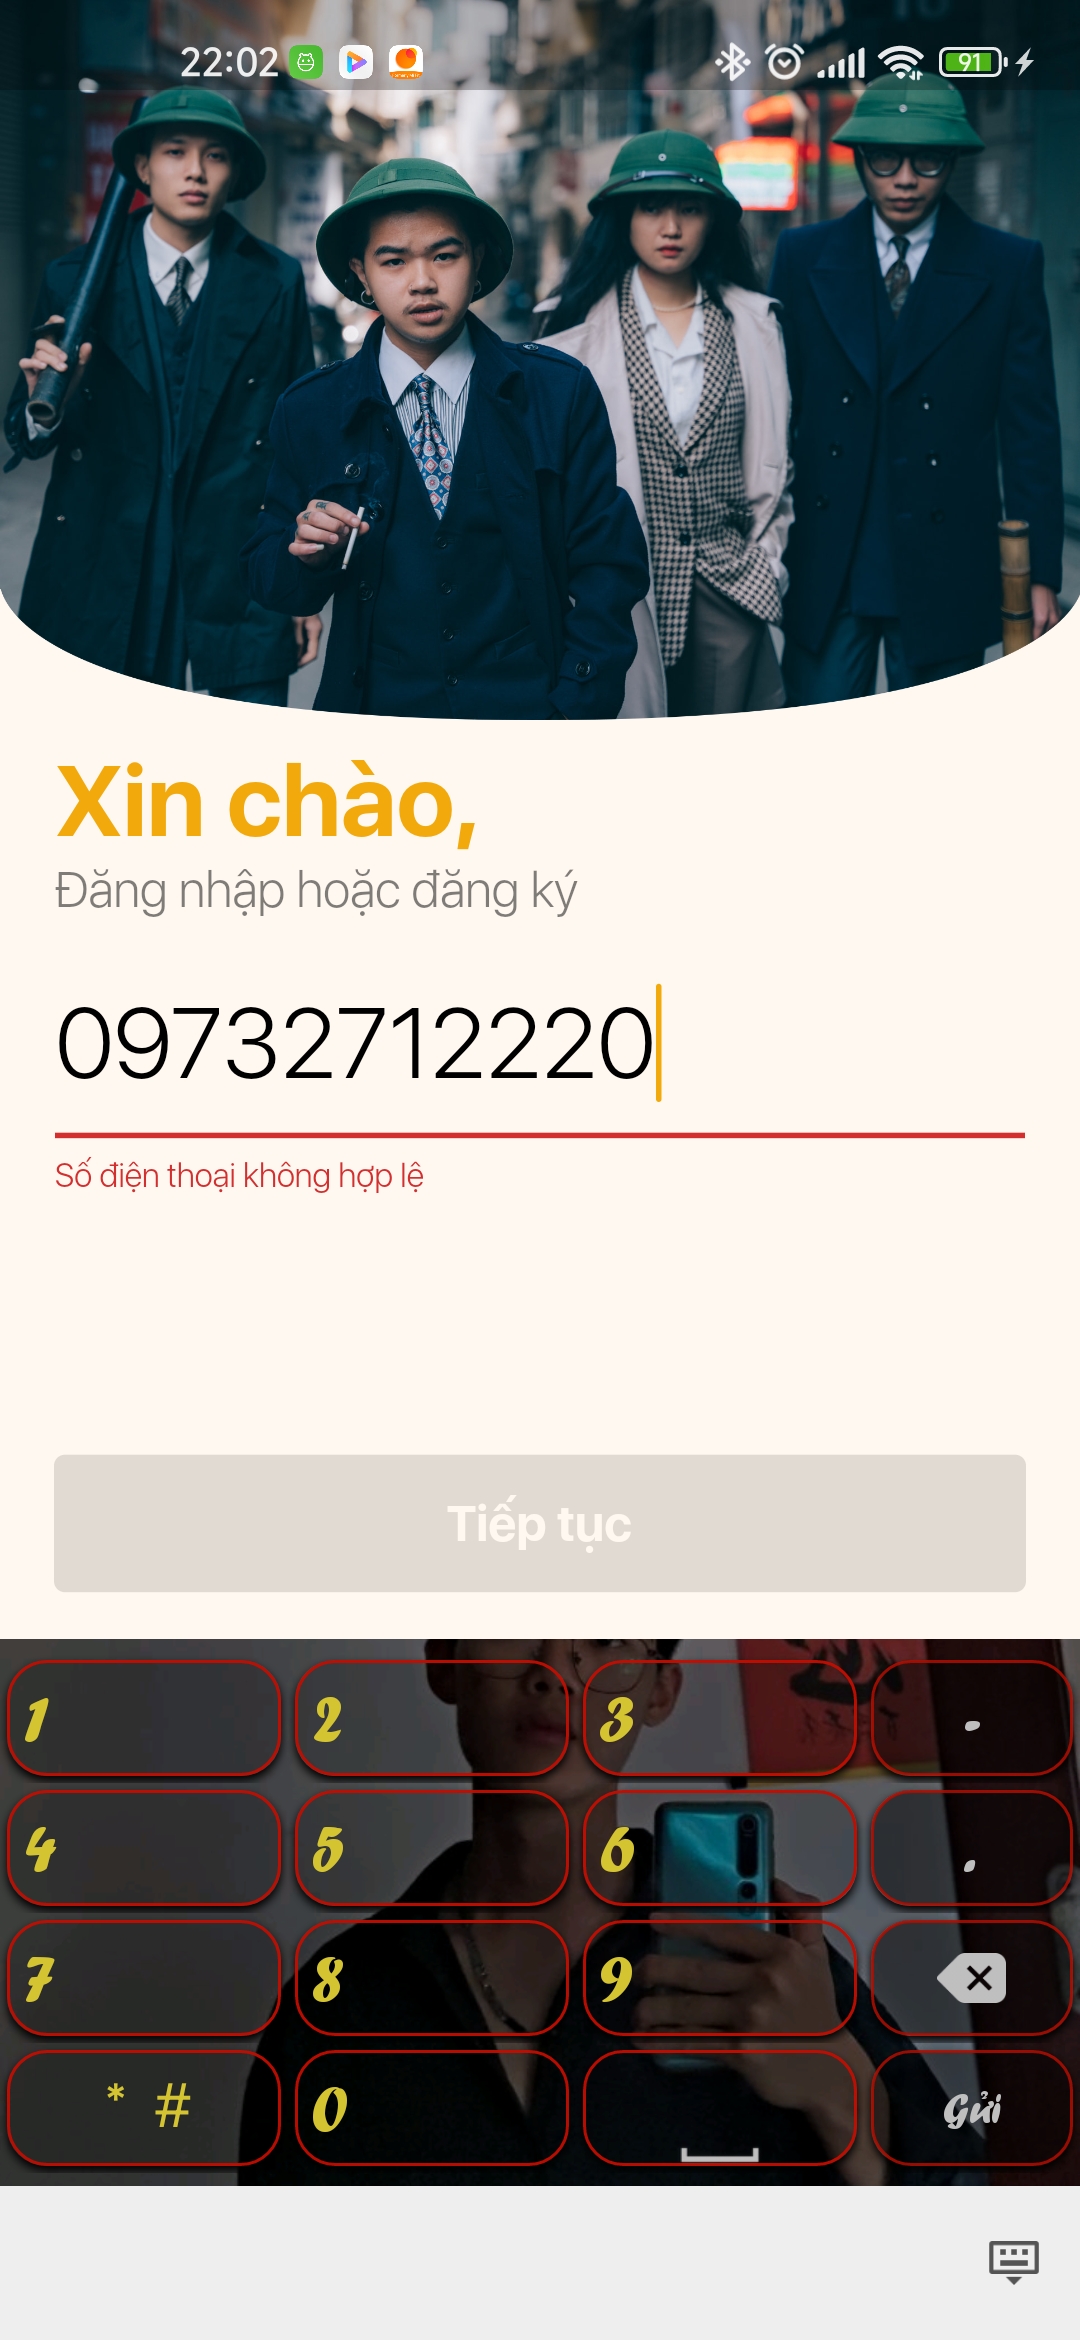 22:02
91
Xin chào,
Đăng nhập hoặc đăng ký
09732712220
Số điện thoại không hợp lệ
Tiếp tục
1 2 3 -
4 5 6 .
7 8 9
* # 0 Gửi